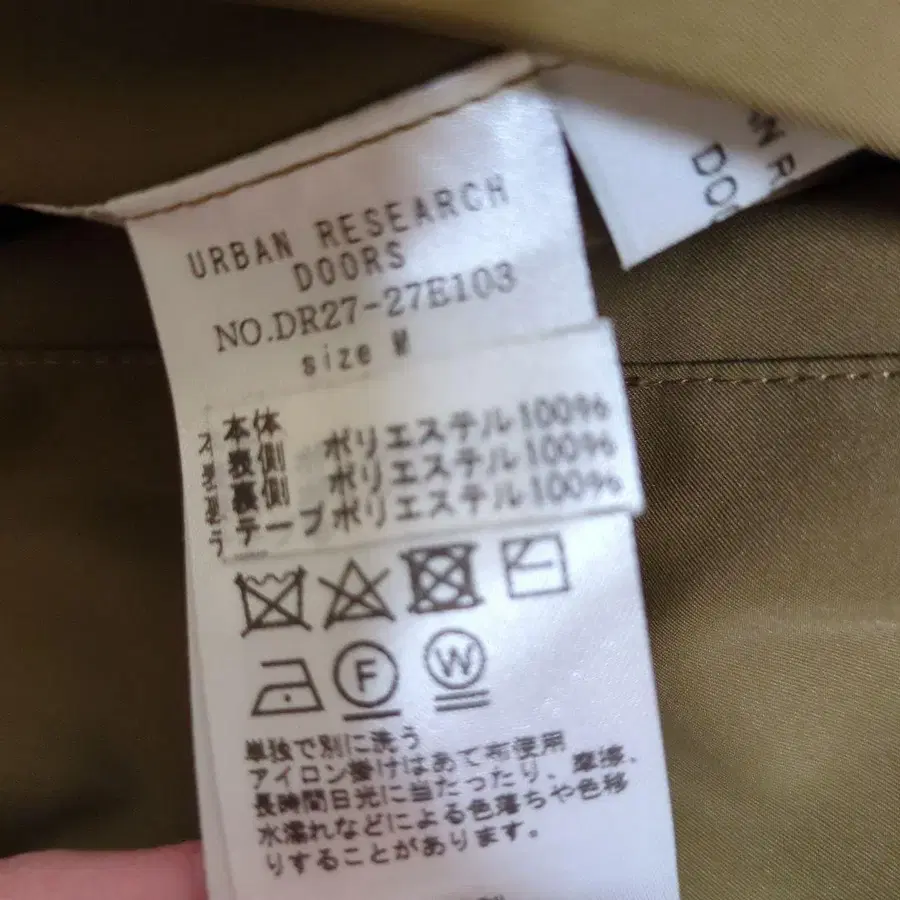 URBAN RESEARCH
DOORS
NO.DR27-27E103
size M
本体
表側 ポリエステル100%
裏側 ポリエステル100%
テープポリエステル100%
F
W
単独で別に洗う
アイロン掛けはあて布使用
長時間日光に当たったり、摩擦、
水濡れなどによる色落ちや色移
りすることがあります。
AN R
DOO